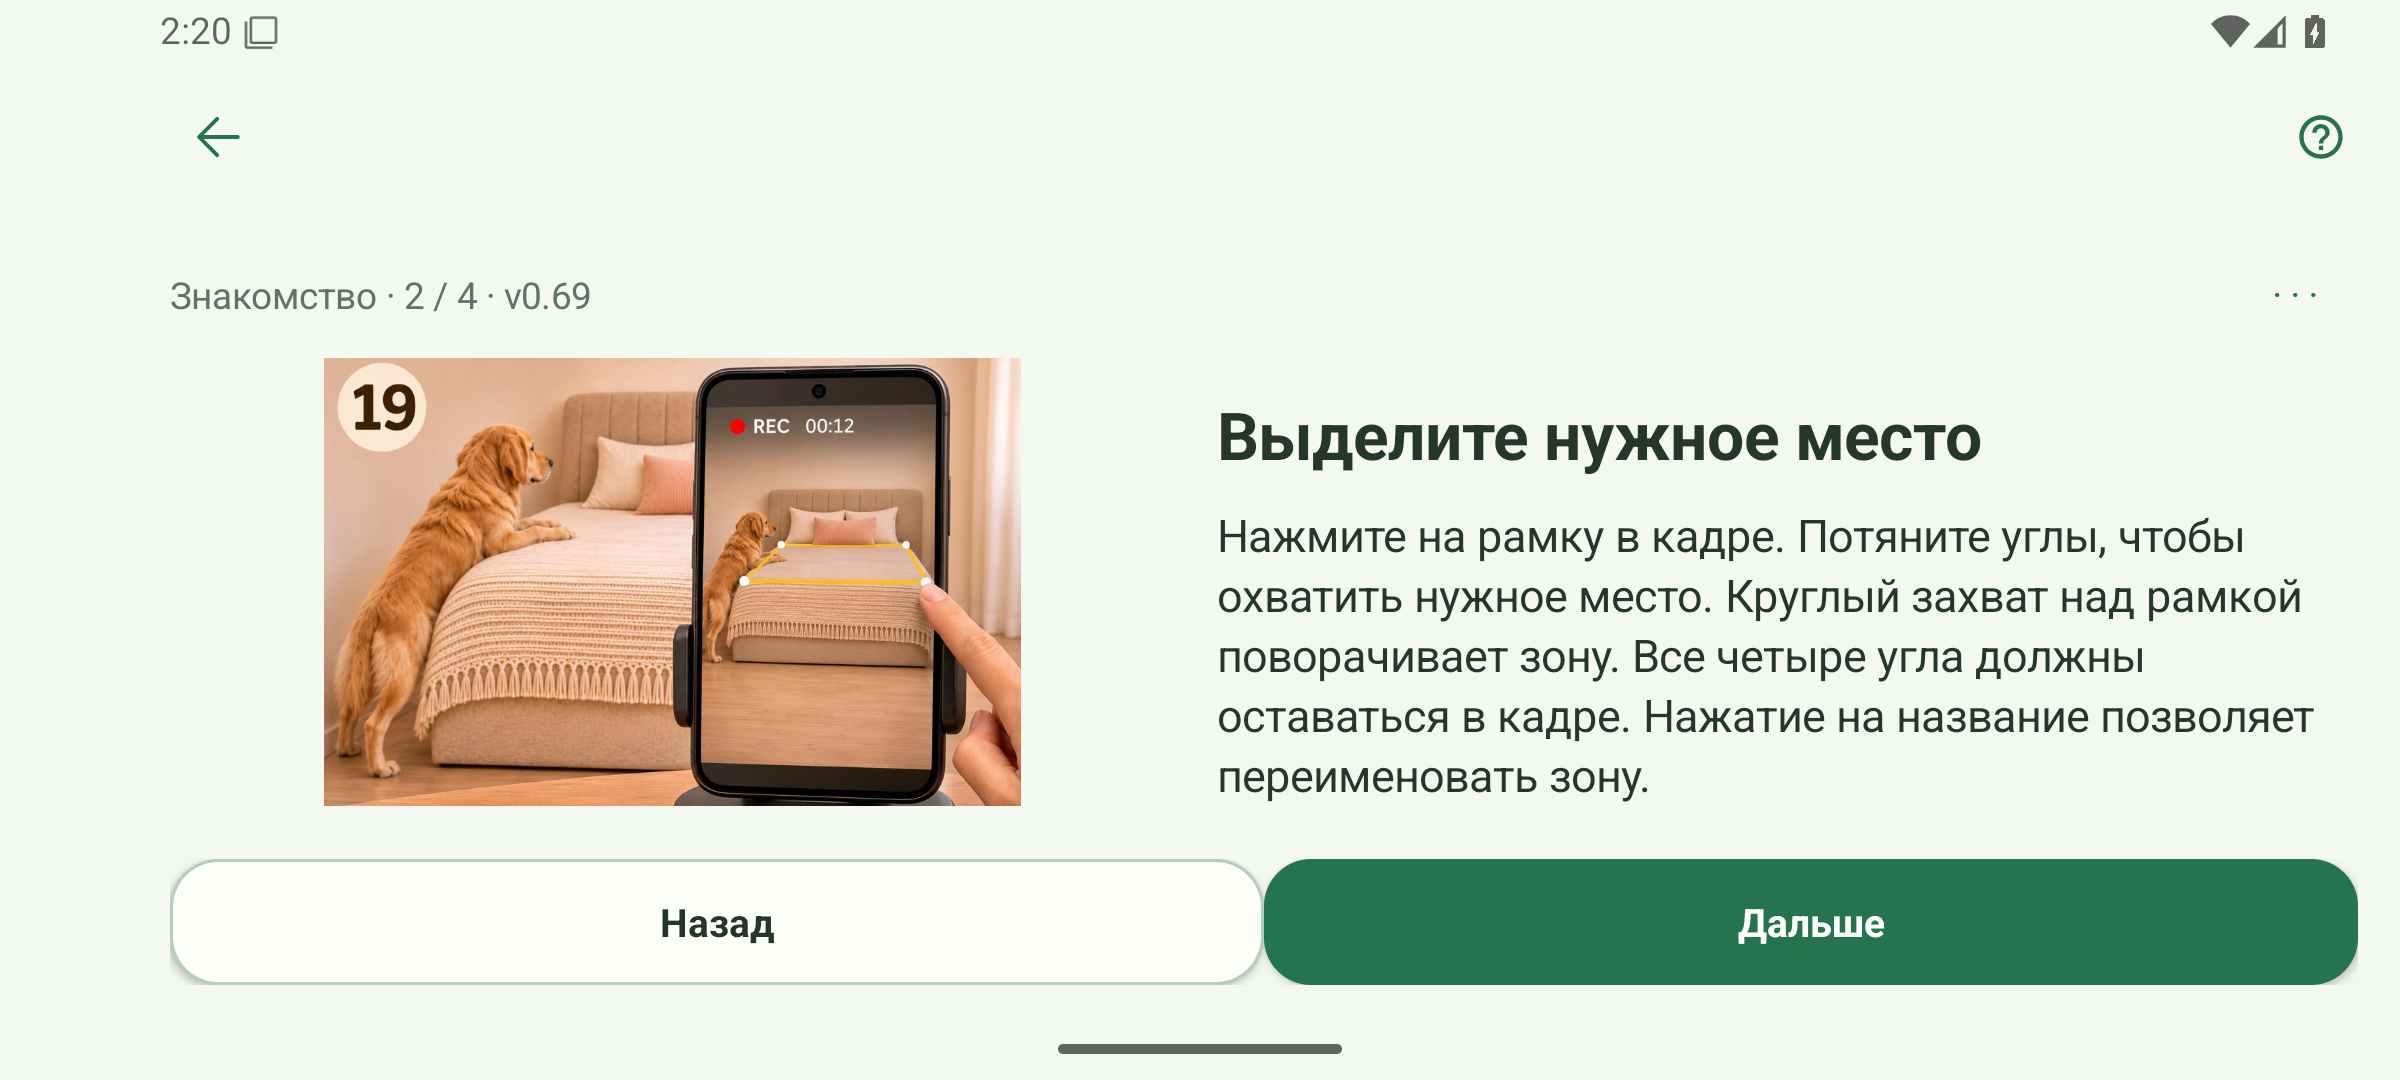 2:20
Знакомство · 2 / 4 · v0.69
...
19
REC 00:12
Выделите нужное место
Нажмите на рамку в кадре. Потяните углы, чтобы
охватить нужное место. Круглый захват над рамкой
поворачивает зону. Все четыре угла должны
оставаться в кадре. Нажатие на название позволяет
переименовать зону.
Назад
Дальше